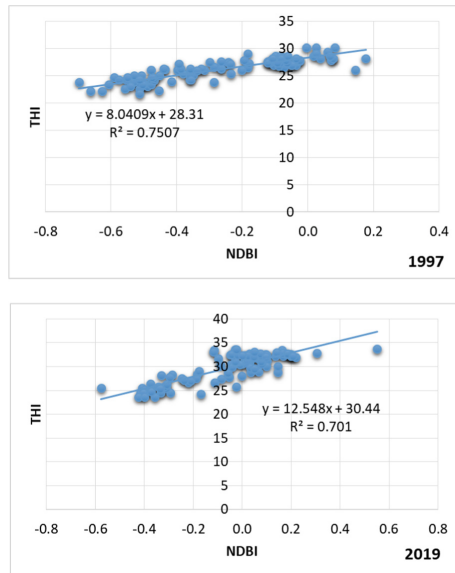 35
30
25
20
15
10
5
0
THI
y = 8.0409x + 28.31
R² = 0.7507
-0.8 -0.6 -0.4 -0.2 0.0 0.2 0.4
NDBI
1997
40
35
30
25
20
15
10
5
0
THI
y = 12.548x + 30.44
R² = 0.701
-0.8 -0.6 -0.4 -0.2 0.0 0.2 0.4 0.6 0.8
NDBI
2019